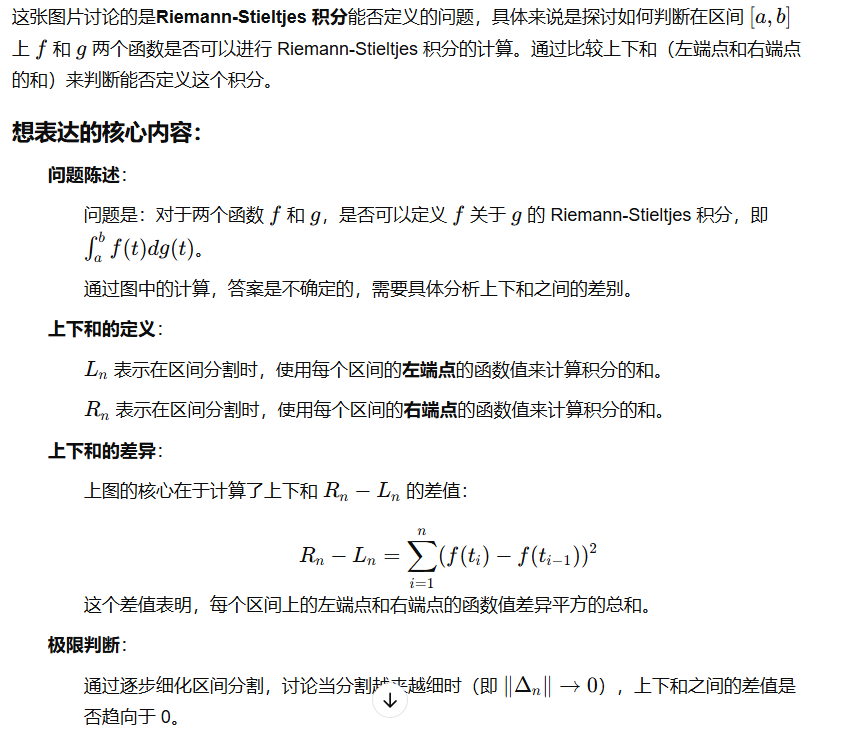 这张图片讨论的是Riemann-Stieltjes 积分能否定义的问题，具体来说是探讨如何判断在区间 [a, b]
上 f 和 g 两个函数是否可以进行 Riemann-Stieltjes 积分的计算。通过比较上下和（左端点和右端点
的和）来判断能否定义这个积分。
想表达的核心内容：
问题陈述：
问题是：对于两个函数 f 和 g，是否可以定义 f 关于 g 的 Riemann-Stieltjes 积分，即
∫_a^b f(t)dg(t)。
通过图中的计算，答案是不确定的，需要具体分析上下和之间的差别。
上下和的定义：
L_n 表示在区间分割时，使用每个区间的左端点的函数值来计算积分的和。
R_n 表示在区间分割时，使用每个区间的右端点的函数值来计算积分的和。
上下和的差异：
上图的核心在于计算了上下和 R_n − L_n 的差值：
R_n − L_n = ∑_{i=1}^{n} (f(t_i) − f(t_{i−1}))^2
这个差值表明，每个区间上的左端点和右端点的函数值差异平方的总和。
极限判断：
通过逐步细化区间分割，讨论当分割越来越细时（即 ‖Δ_n‖ → 0），上下和之间的差值是
否趋向于 0。